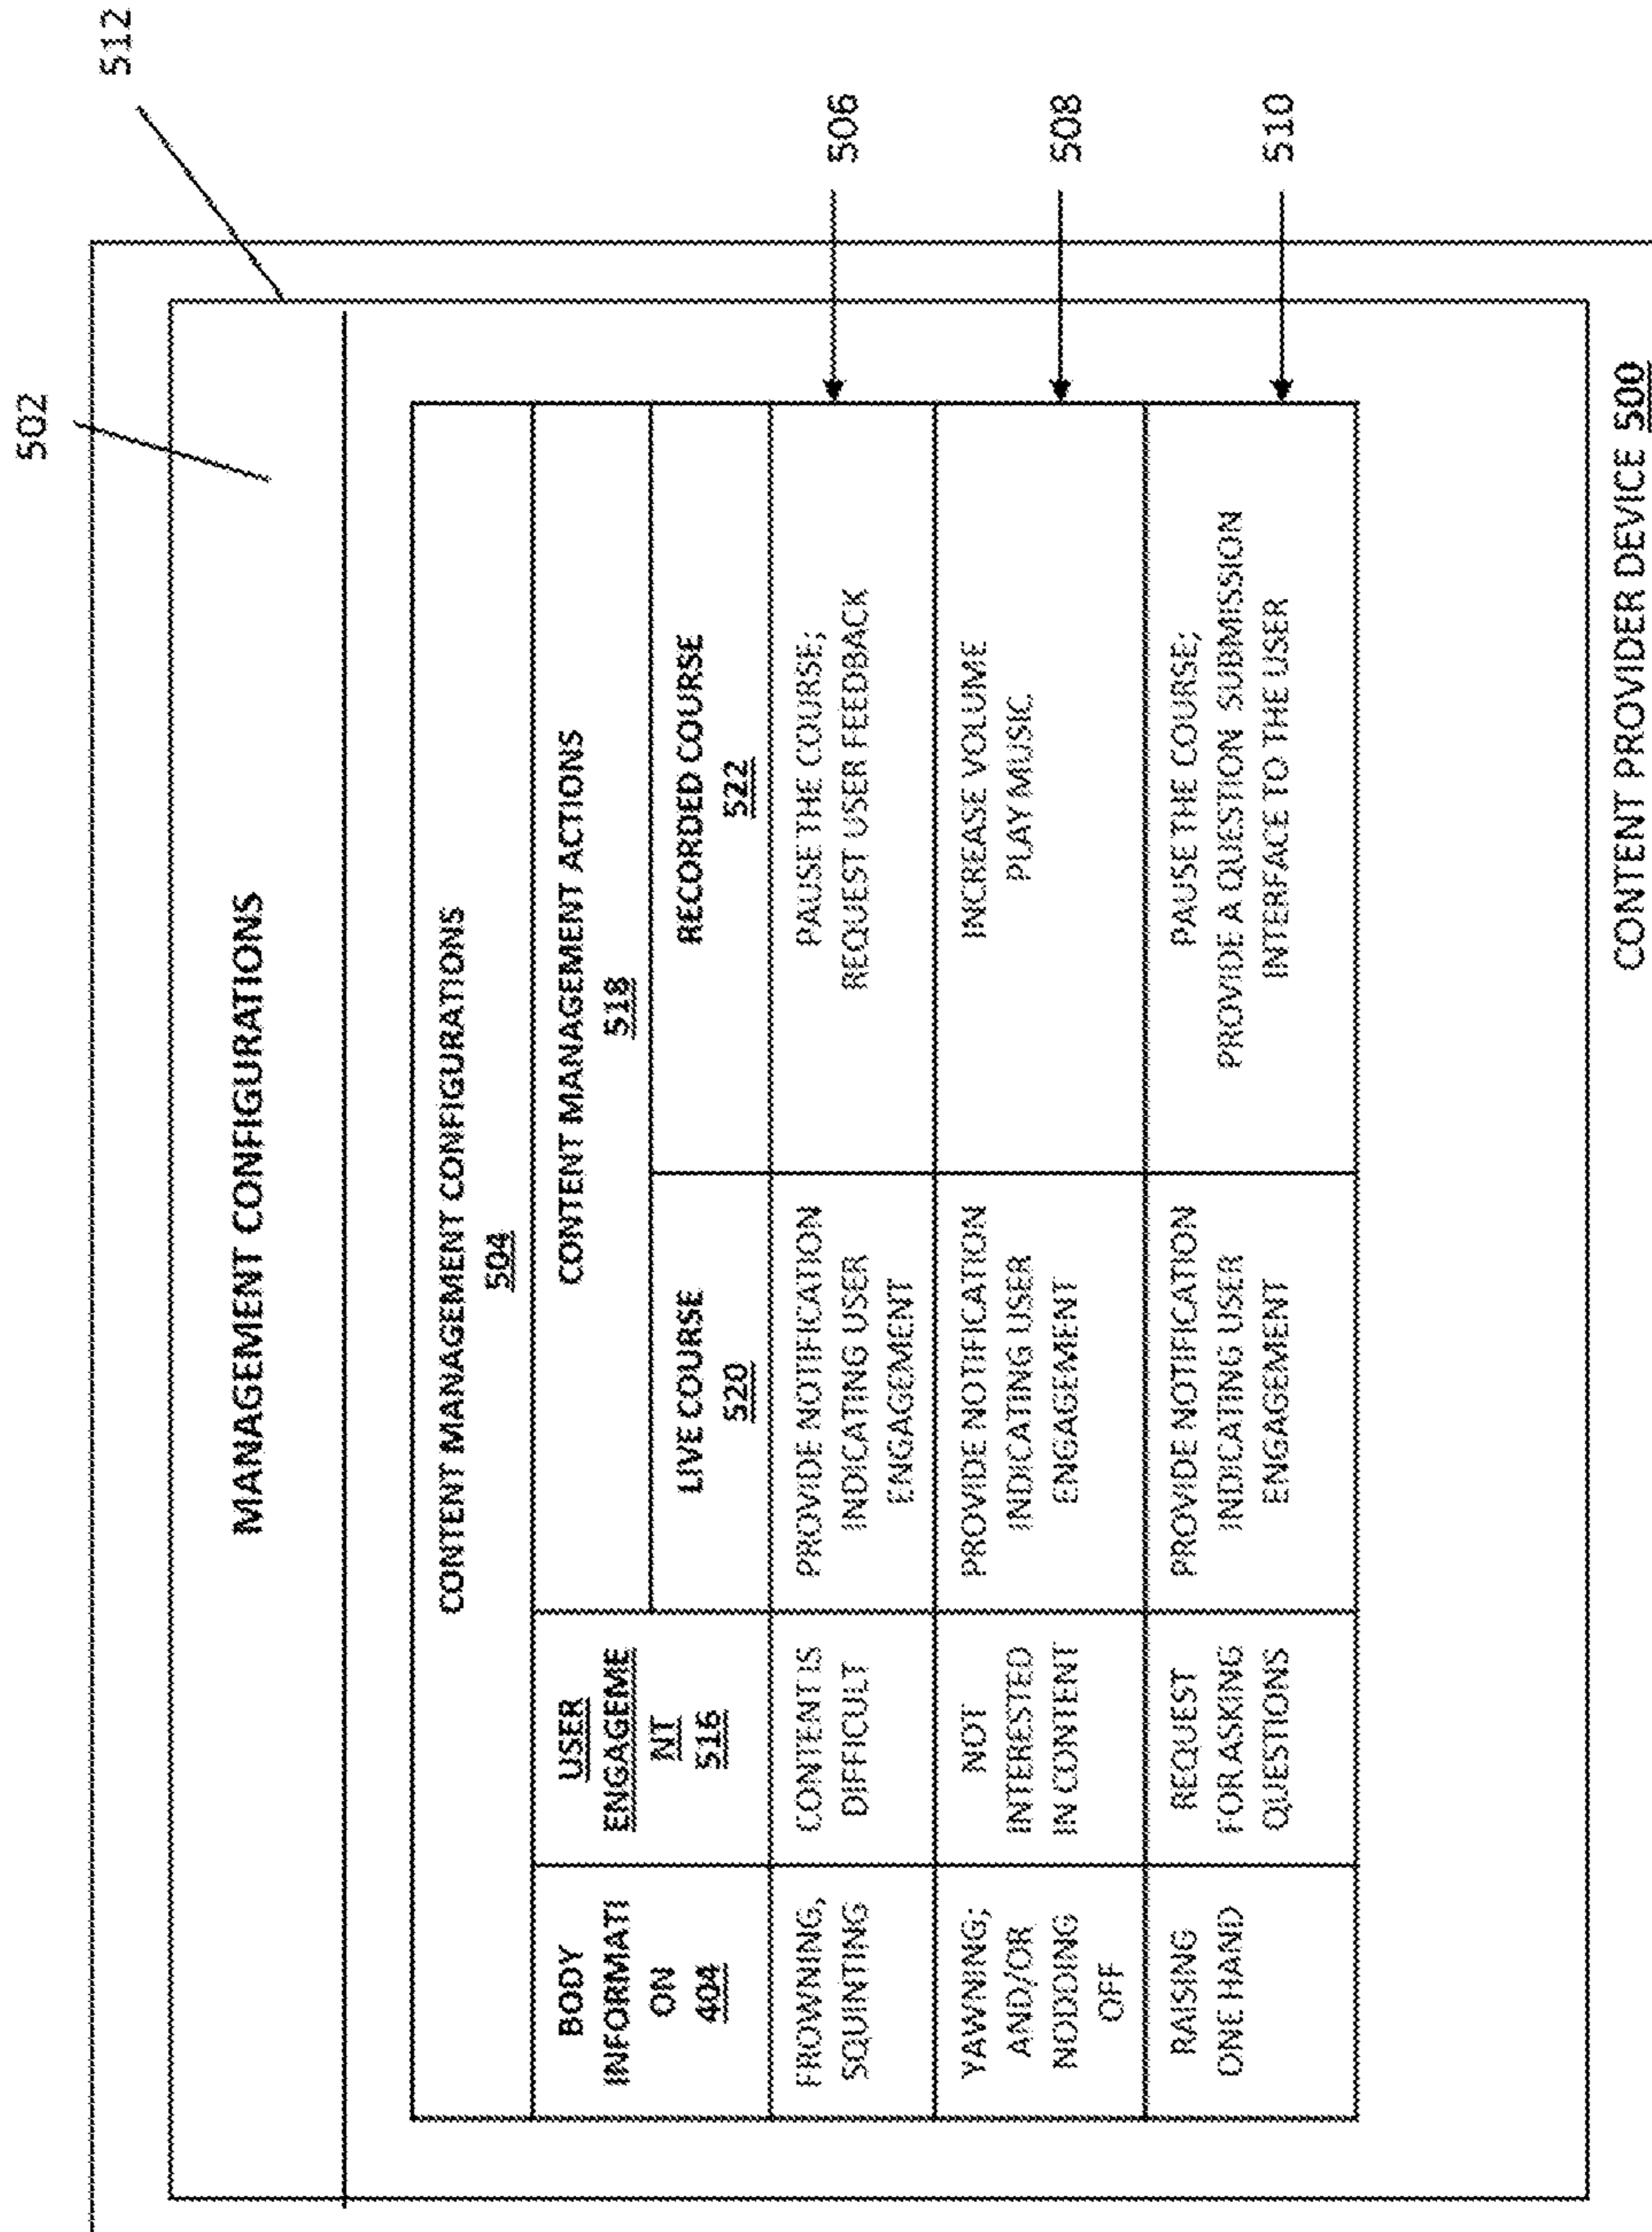 502
512
MANAGEMENT CONFIGURATIONS
CONTENT MANAGEMENT CONFIGURATIONS
504
BODY
INFORMATI
ON
404
USER
ENGAGEME
NT
516
CONTENT MANAGEMENT ACTIONS
518
LIVE COURSE
520
RECORDED COURSE
522
FROWNING,
SQUINTING
CONTENT IS
DIFFICULT
PROVIDE NOTIFICATION
INDICATING USER
ENGAGEMENT
PAUSE THE COURSE;
REQUEST USER FEEDBACK
506
YAWNING;
AND/OR
NODDING
OFF
NOT
INTERESTED
IN CONTENT
PROVIDE NOTIFICATION
INDICATING USER
ENGAGEMENT
INCREASE VOLUME
PLAY MUSIC
508
RAISING
ONE HAND
REQUEST
FOR ASKING
QUESTIONS
PROVIDE NOTIFICATION
INDICATING USER
ENGAGEMENT
PAUSE THE COURSE;
PROVIDE A QUESTION SUBMISSION
INTERFACE TO THE USER
510
CONTENT PROVIDER DEVICE 500